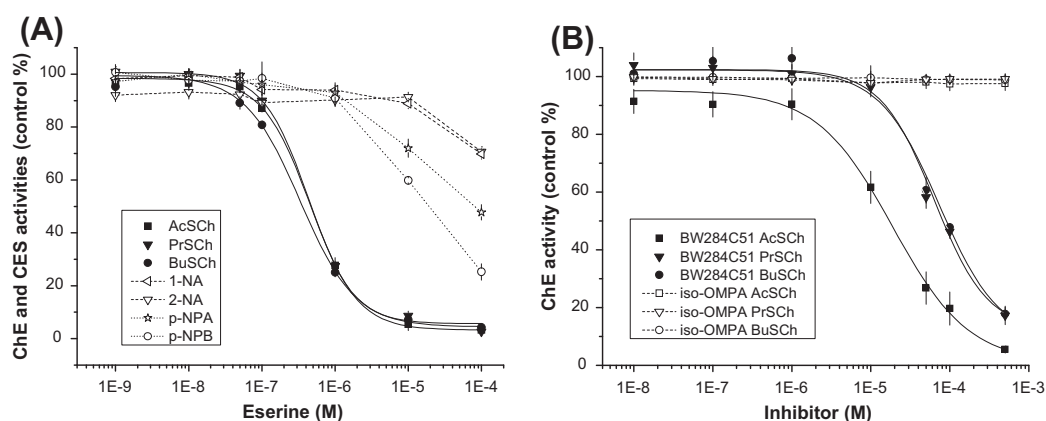 (A)
ChE and CES activities (control %)
100
80
60
40
20
0
AcSCh
PrSCh
BuSCh
1-NA
2-NA
p-NPA
p-NPB
1E-9 1E-8 1E-7 1E-6 1E-5 1E-4
Eserine (M)
(B)
ChE activity (control %)
120
100
80
60
40
20
0
BW284C51 AcSCh
BW284C51 PrSCh
BW284C51 BuSCh
iso-OMPA AcSCh
iso-OMPA PrSCh
iso-OMPA BuSCh
1E-8 1E-7 1E-6 1E-5 1E-4 1E-3
Inhibitor (M)